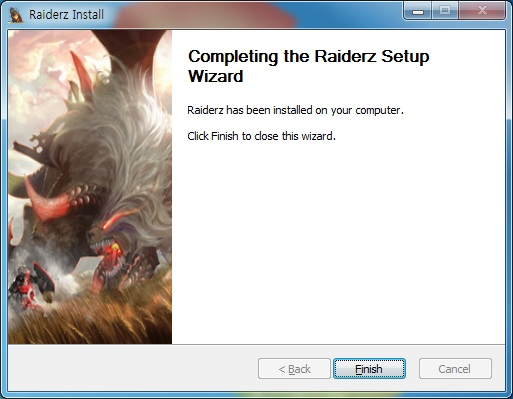 Raiderz Install
Completing the Raiderz Setup
Wizard
Raiderz has been installed on your computer.
Click Finish to close this wizard.
< Back
Finish
Cancel